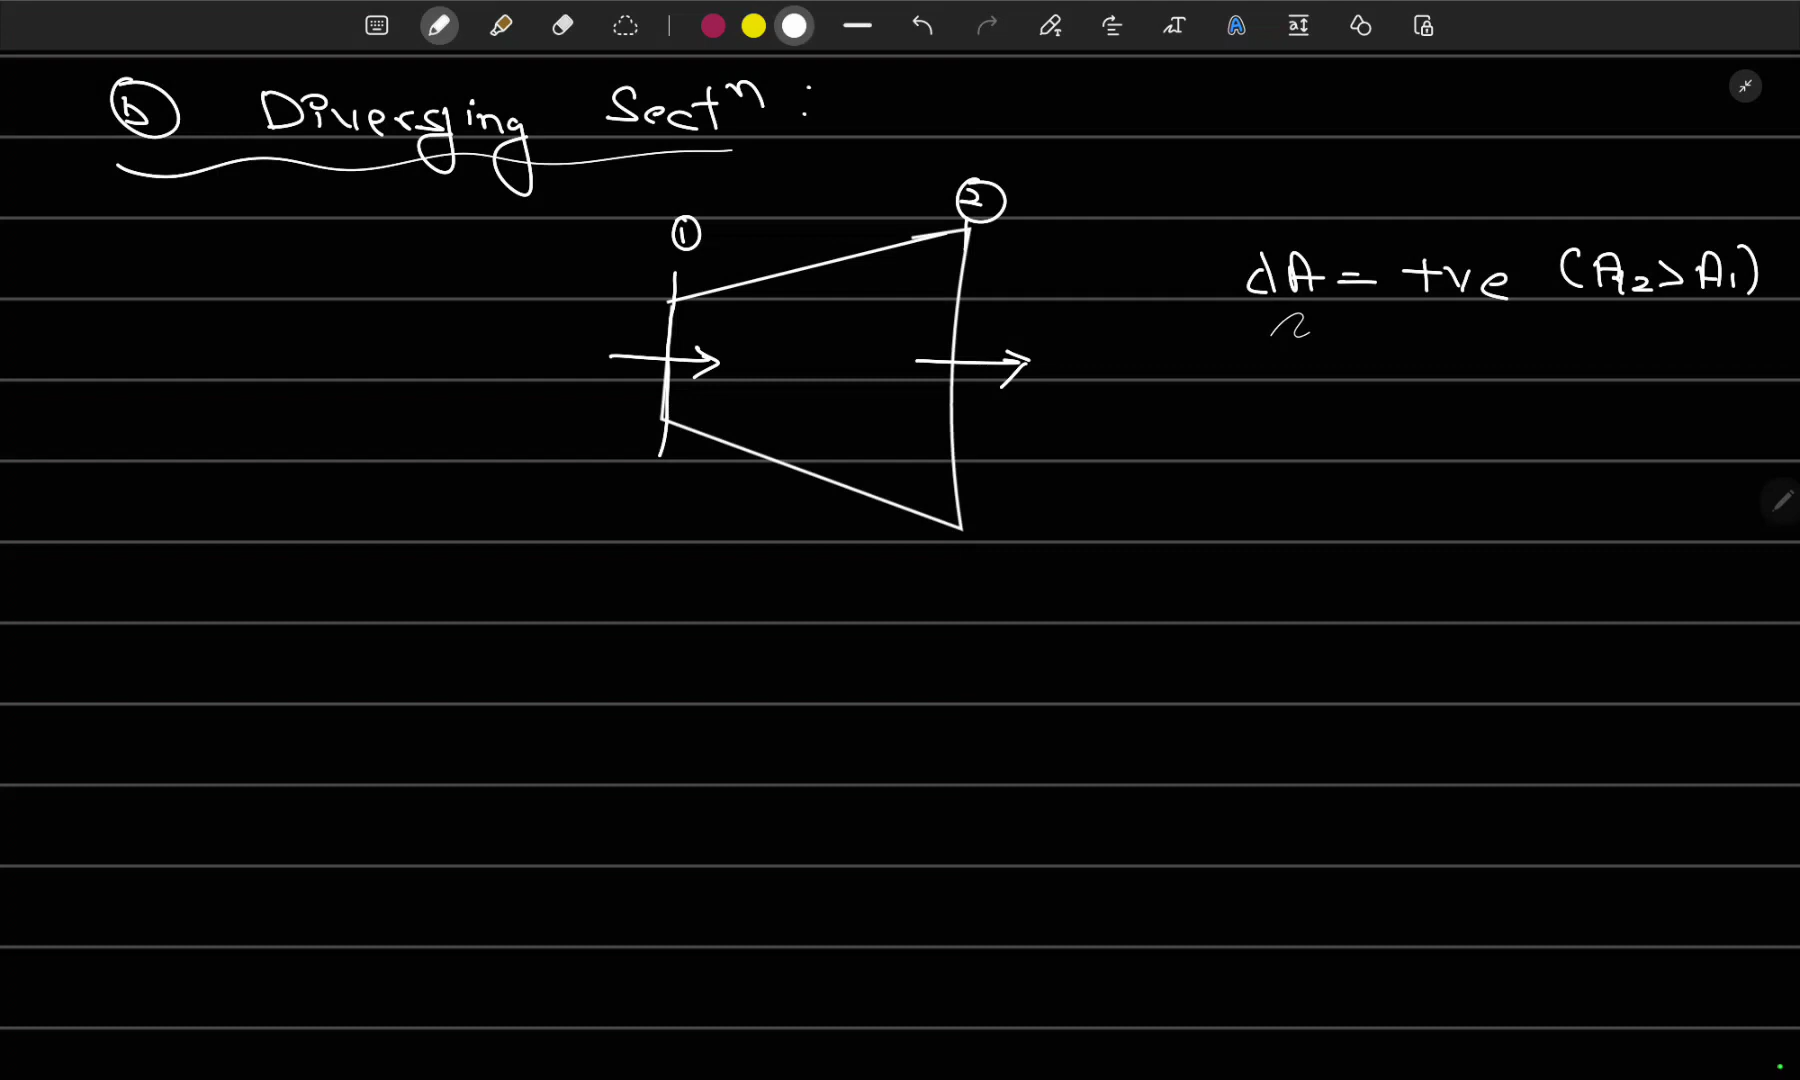 b Diverging Sectⁿ :
1
2
dA = +ve (A₂>A₁)